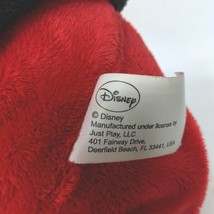 Disney
© Disney
Manufactured under license by
Just Play, LLC
401 Fairway Drive,
Deerfield Beach, FL 33441, USA